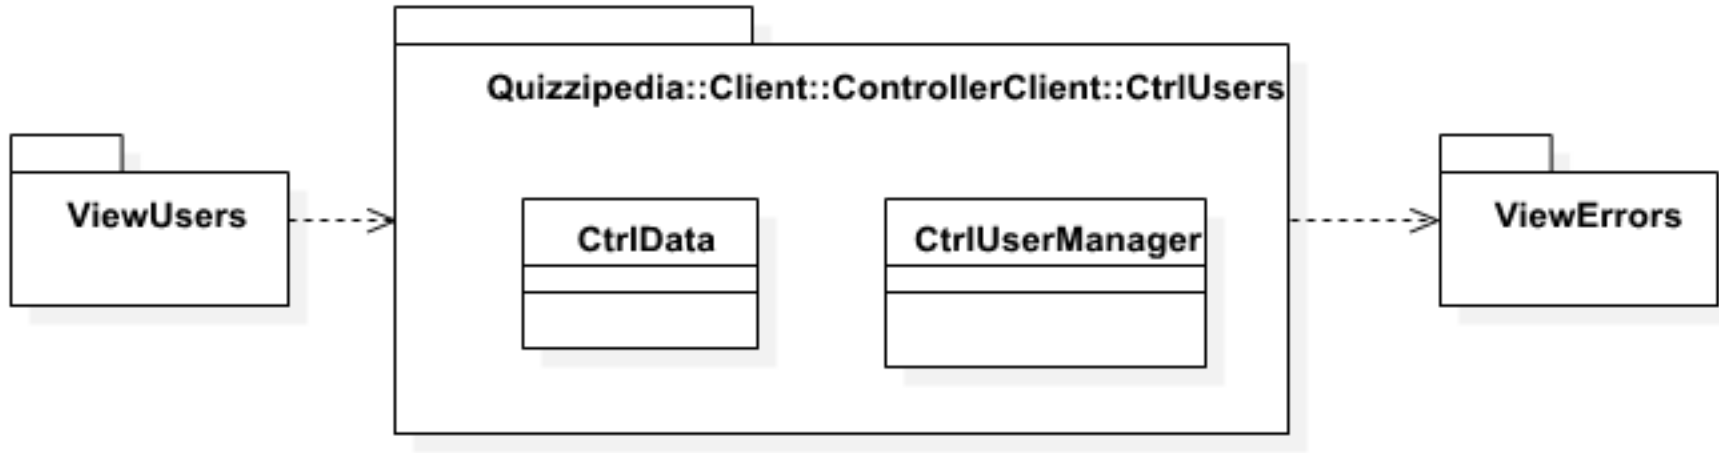 Quizzipedia::Client::ControllerClient::CtrlUsers
ViewUsers
CtrlData
CtrlUserManager
ViewErrors